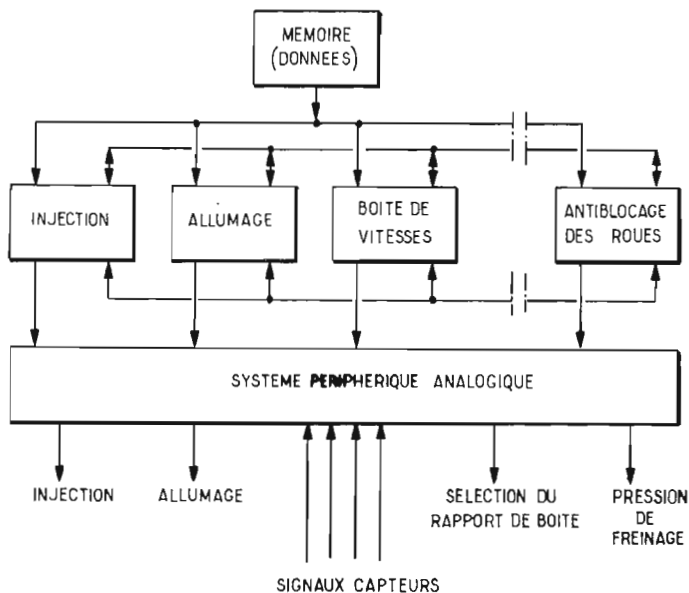 MEMOIRE
(DONNEES)
INJECTION
ALLUMAGE
BOITE DE
VITESSES
ANTIBLOCAGE
DES ROUES
SYSTEME PERIPHERIQUE ANALOGIQUE
INJECTION
ALLUMAGE
SELECTION DU
RAPPORT DE BOITE
PRESSION
DE
FREINAGE
SIGNAUX CAPTEURS